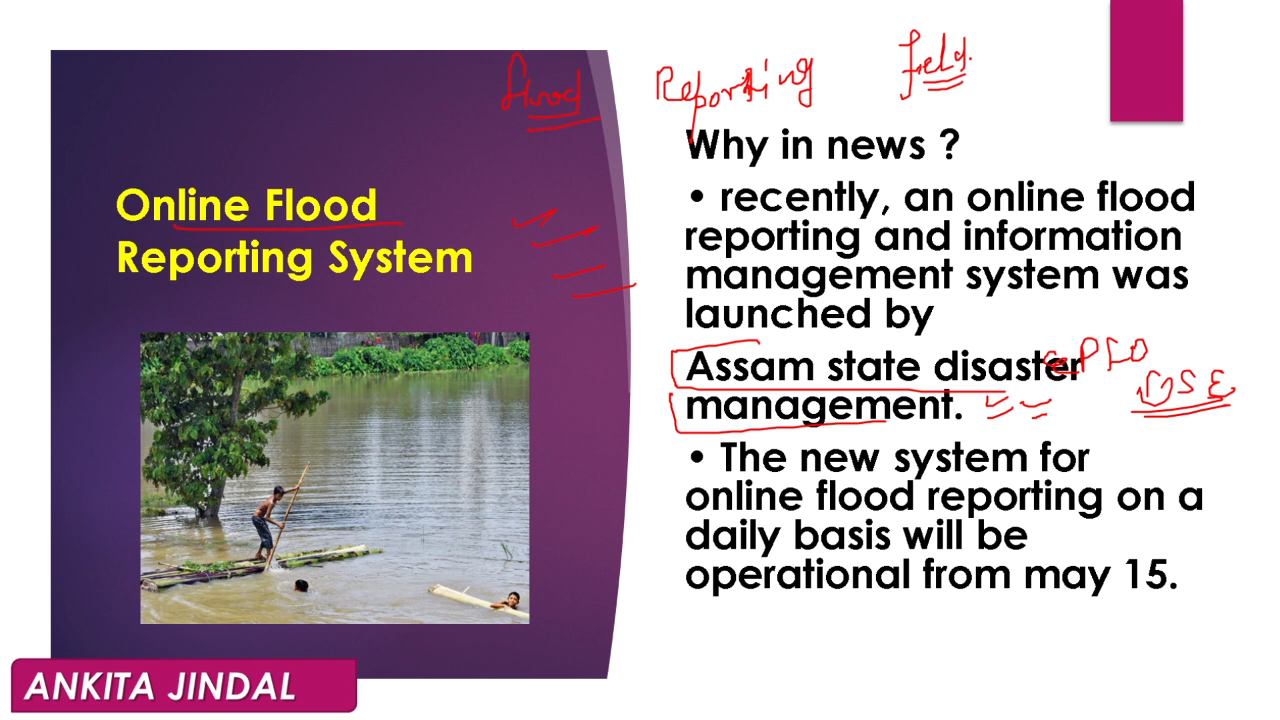 flood Reporting field.
Online Flood
Reporting System
Why in news ?
• recently, an online flood
reporting and information
management system was
launched by
Assam state disaster
management.
• The new system for
online flood reporting on a
daily basis will be
operational from may 15.
ANKITA JINDAL